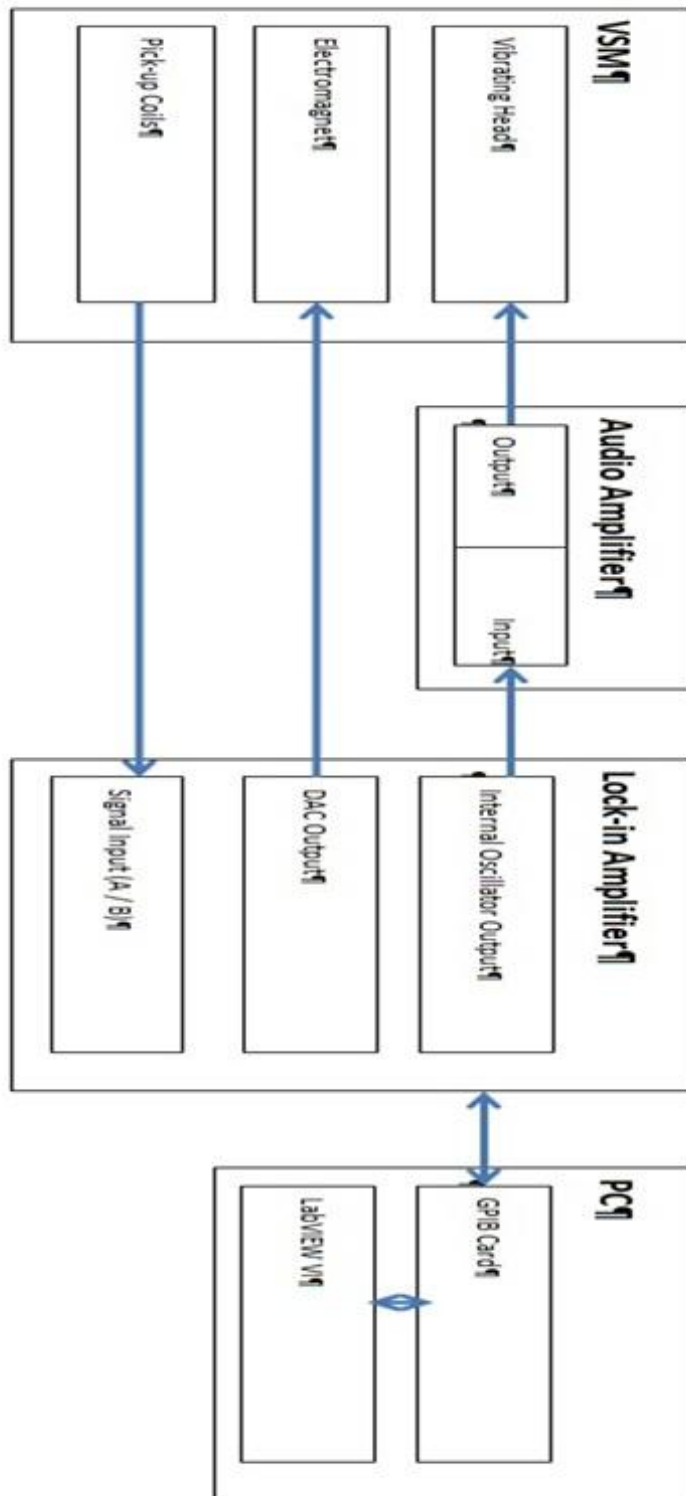 VSM¶
Vibrating Head¶
Electromagnet¶
Pick-up Coils¶
Audio Amplifier¶
¶
Output¶
Input¶
Lock-in Amplifier¶
¶
Internal Oscillator Output¶
DAC Output¶
Signal Input (A / B)¶
PC¶
¶
GPIB Card¶
LabVIEW VI¶